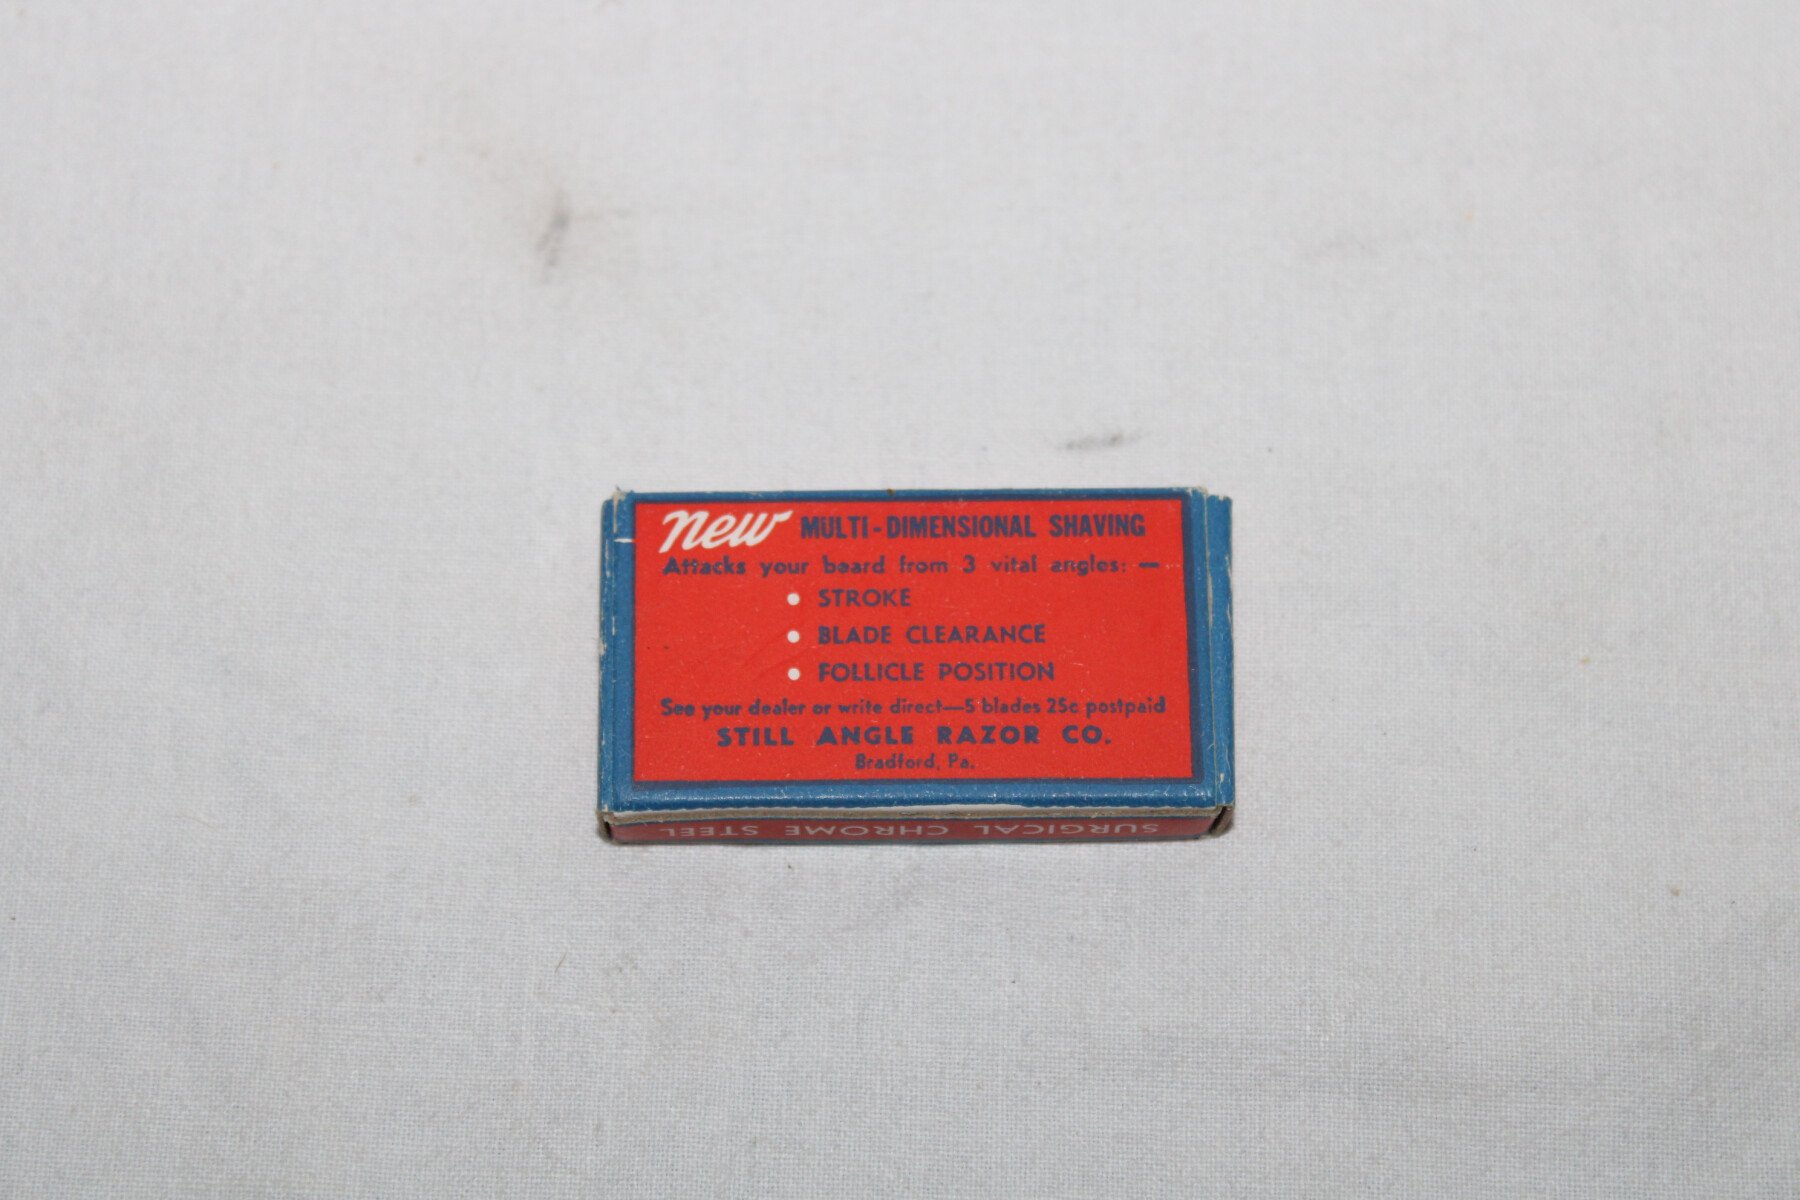 new MULTI-DIMENSIONAL SHAVING
Attacks your beard from 3 vital angles:—
• STROKE
• BLADE CLEARANCE
• FOLLICLE POSITION
See your dealer or write direct—5 blades 25c postpaid
STILL ANGLE RAZOR CO.
Bradford, Pa.
SURGICAL CHROME STEEL